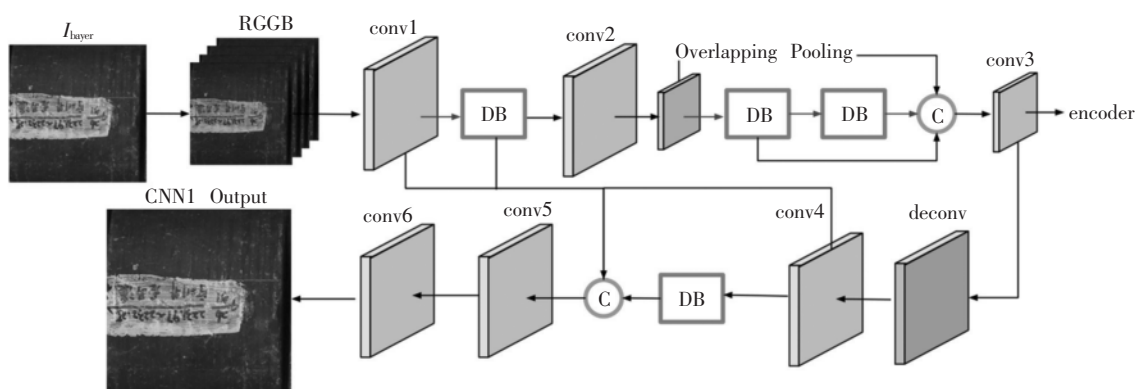 I_bayer
RGGB
conv1
conv2
Overlapping Pooling
conv3
DB
DB
DB
C
encoder
CNN1 Output
conv6
conv5
conv4
deconv
C
DB